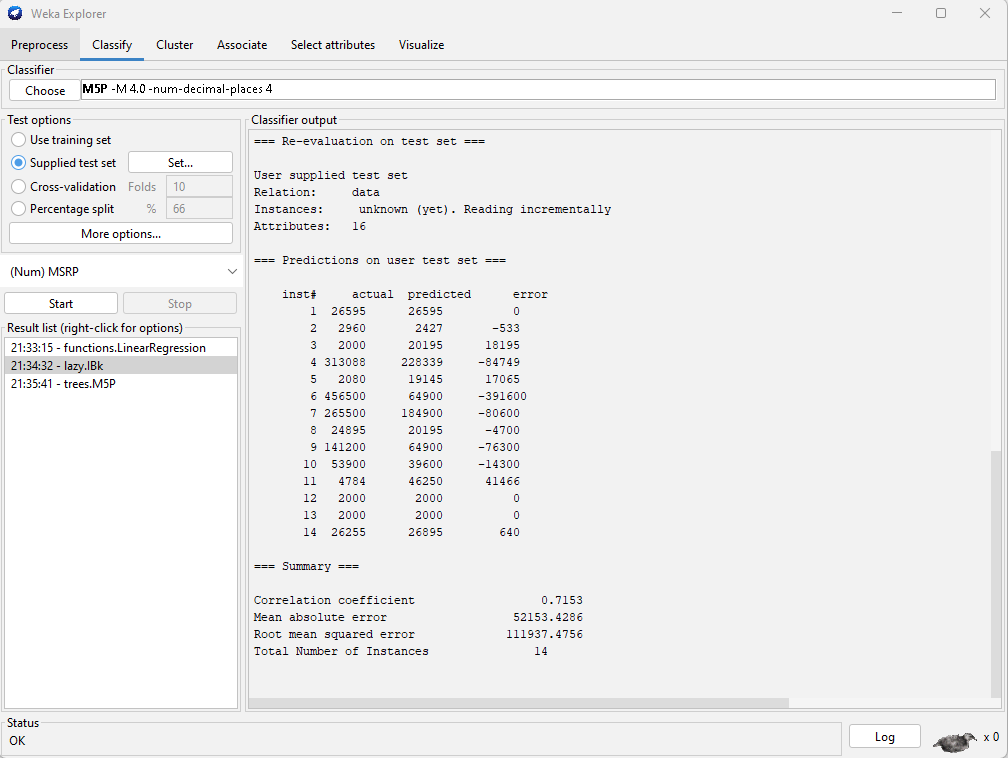 Weka Explorer
Preprocess Classify Cluster Associate Select attributes Visualize
Classifier
Choose M5P -M 4.0 -num-decimal-places 4
Test options
Use training set
Supplied test set Set...
Cross-validation Folds 10
Percentage split % 66
More options...
(Num) MSRP
Start Stop
Result list (right-click for options)
21:33:15 - functions.LinearRegression
21:34:32 - lazy.IBk
21:35:41 - trees.M5P
Classifier output
=== Re-evaluation on test set ===
User supplied test set
Relation: data
Instances: unknown (yet). Reading incrementally
Attributes: 16
=== Predictions on user test set ===
inst# actual predicted error
1 26595 26595 0
2 2960 2427 -533
3 2000 20195 18195
4 313088 228339 -84749
5 2080 19145 17065
6 456500 64900 -391600
7 265500 184900 -80600
8 24895 20195 -4700
9 141200 64900 -76300
10 53900 39600 -14300
11 4784 46250 41466
12 2000 2000 0
13 2000 2000 0
14 26255 26895 640
=== Summary ===
Correlation coefficient 0.7153
Mean absolute error 52153.4286
Root mean squared error 111937.4756
Total Number of Instances 14
Status
OK
Log x 0